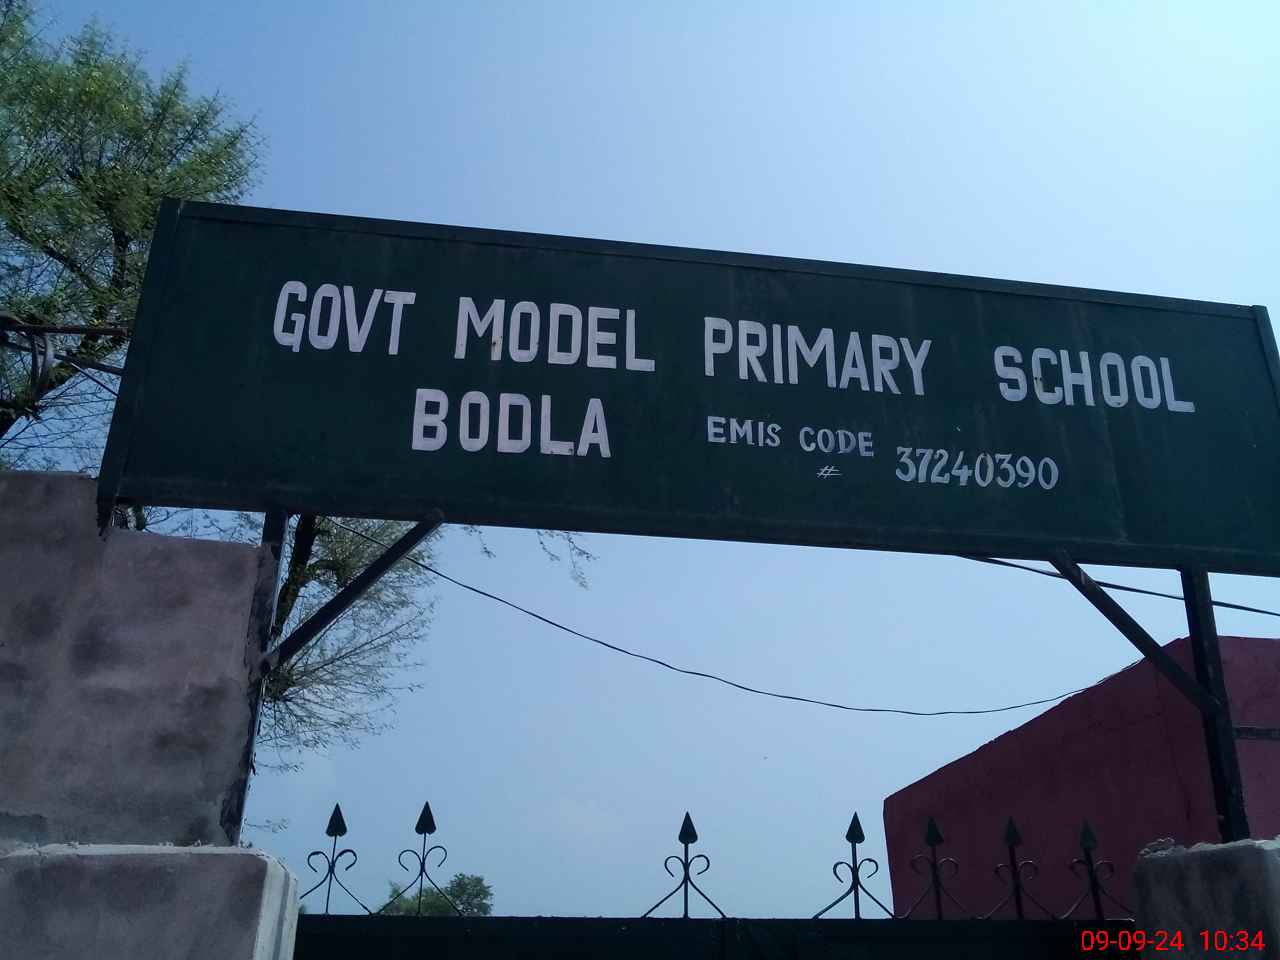 GOVT MODEL PRIMARY SCHOOL
BODLA EMIS CODE # 37240390
09-09-24 10:34